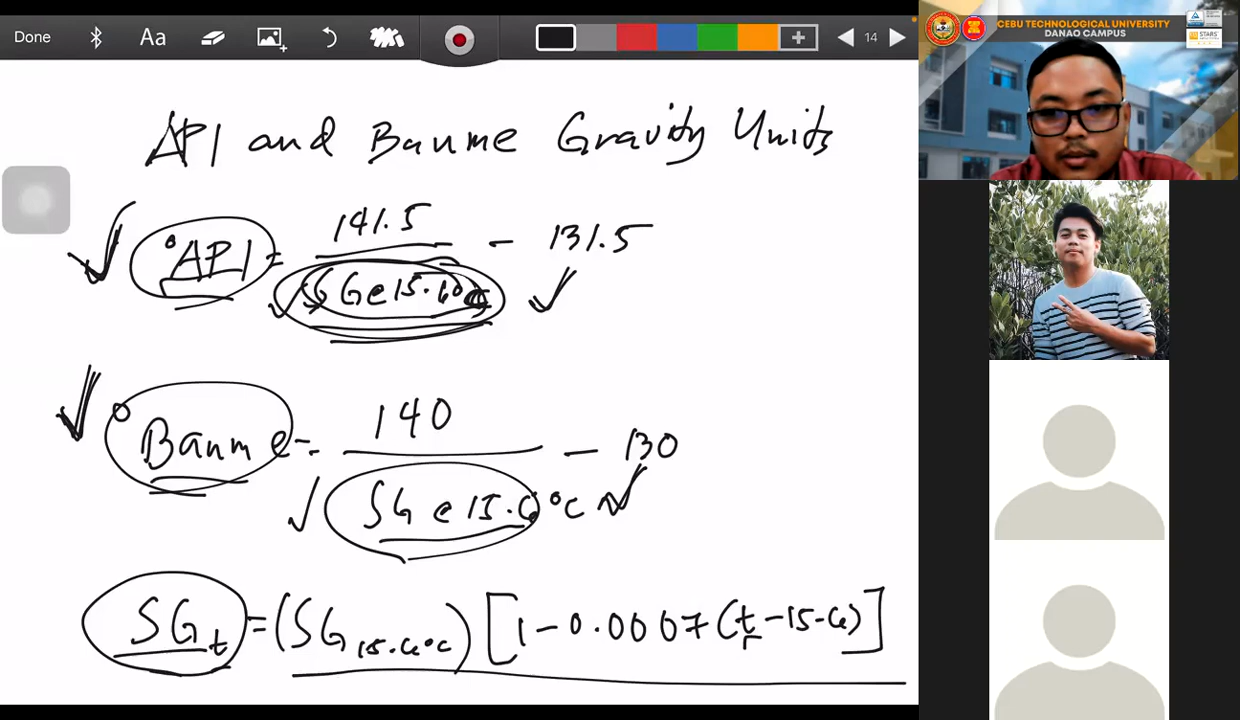 Done
Aa
14
API and Baume Gravity Units
°API = 141.5 / SG@15.6°C - 131.5
°Baume = 140 / SG@15.6°C - 130
SGt = (SG15.6°C) [1-0.0007(t-15.6)]
CEBU TECHNOLOGICAL UNIVERSITY
DANAO CAMPUS
STARS